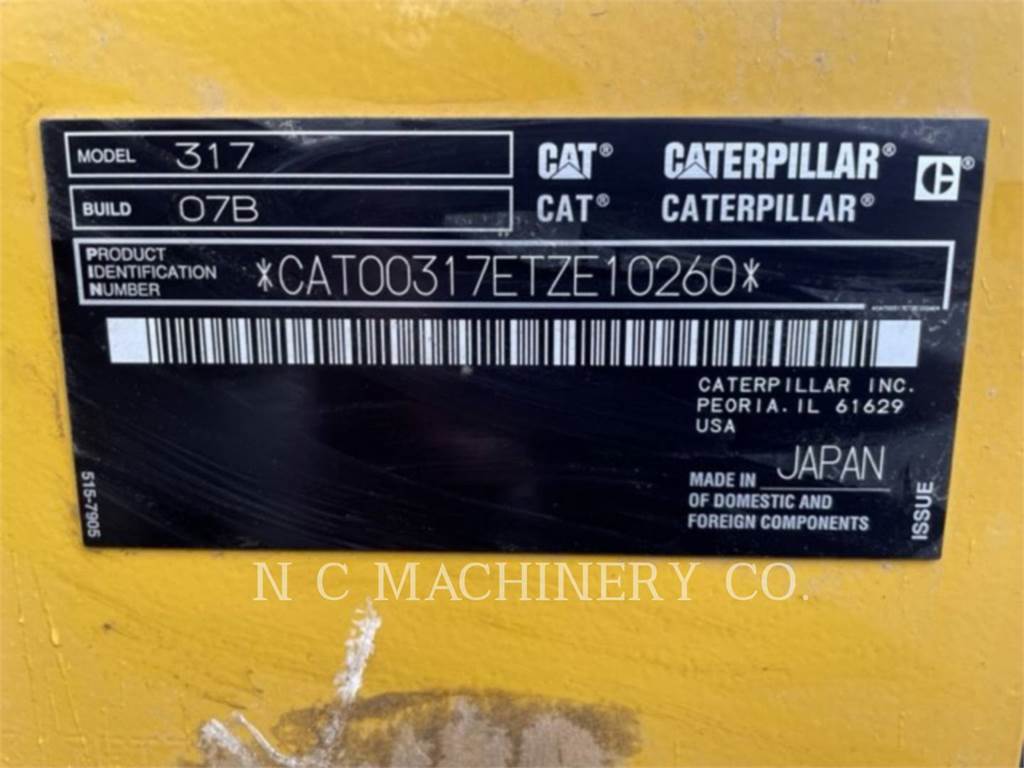 MODEL 317
BUILD 07B
CAT® CATERPILLAR® ®
CAT® CATERPILLAR®
PRODUCT
IDENTIFICATION
NUMBER
*CAT00317ETZE10260*
CATERPILLAR INC.
PEORIA. IL 61629
USA
MADE IN JAPAN
OF DOMESTIC AND
FOREIGN COMPONENTS
515-7905
ISSUE
N C MACHINERY CO.